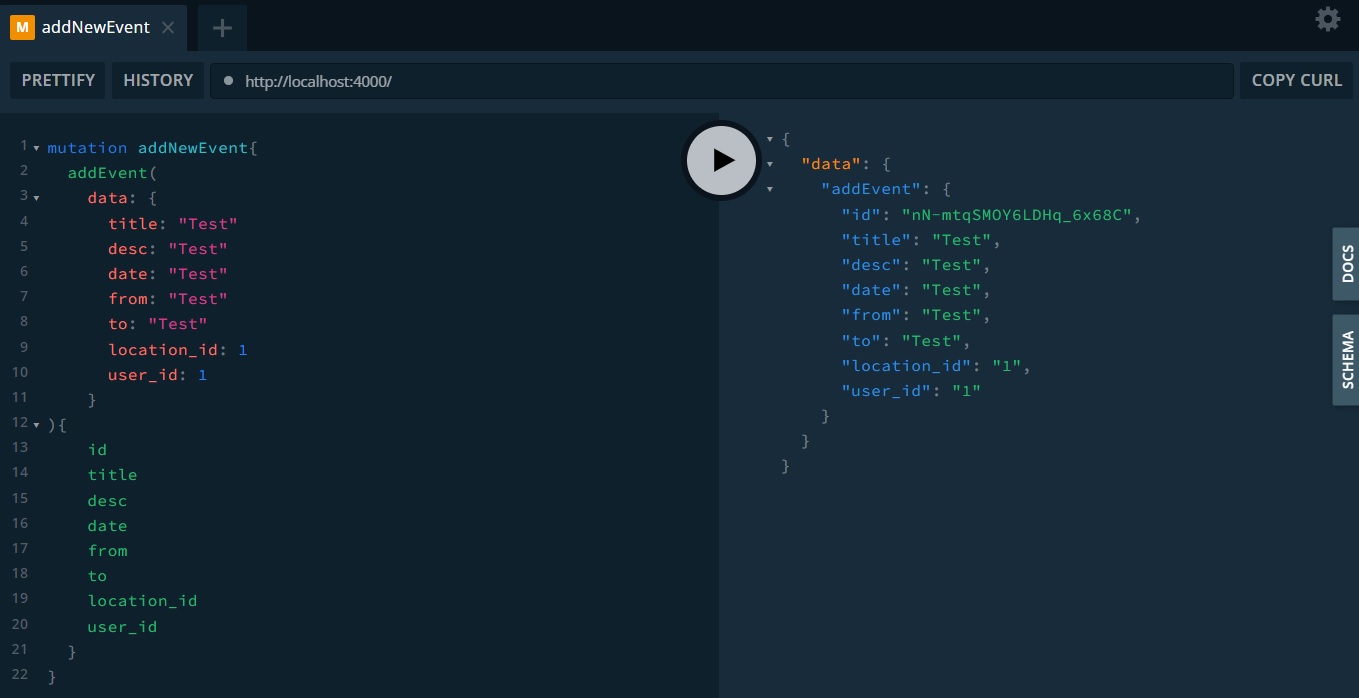 M addNewEvent
PRETTIFY HISTORY http://localhost:4000/ COPY CURL
1 mutation addNewEvent{
2 addEvent(
3 data: {
4 title: "Test"
5 desc: "Test"
6 date: "Test"
7 from: "Test"
8 to: "Test"
9 location_id: 1
10 user_id: 1
11 }
12 ){
13 id
14 title
15 desc
16 date
17 from
18 to
19 location_id
20 user_id
21 }
22 }
{
"data": {
"addEvent": {
"id": "nN-mtqSMOY6LDHq_6x68C",
"title": "Test",
"desc": "Test",
"date": "Test",
"from": "Test",
"to": "Test",
"location_id": "1",
"user_id": "1"
}
}
}
DOCS
SCHEMA